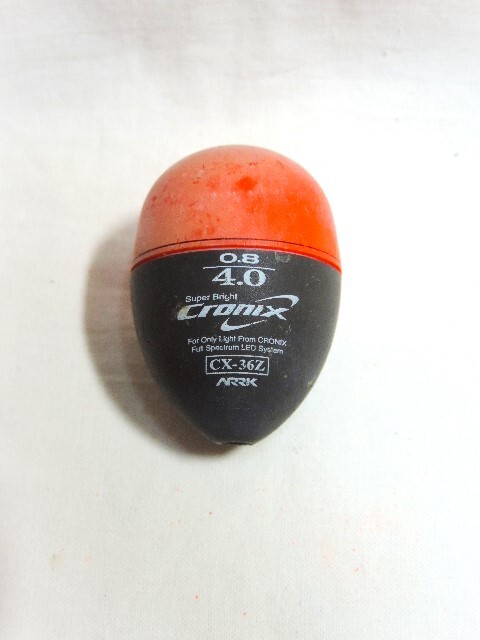 0.8
4.0
Super Bright
Cronix
For Only Light From CRONIX
Full Spectrum LED System
CX-36Z
ARRK